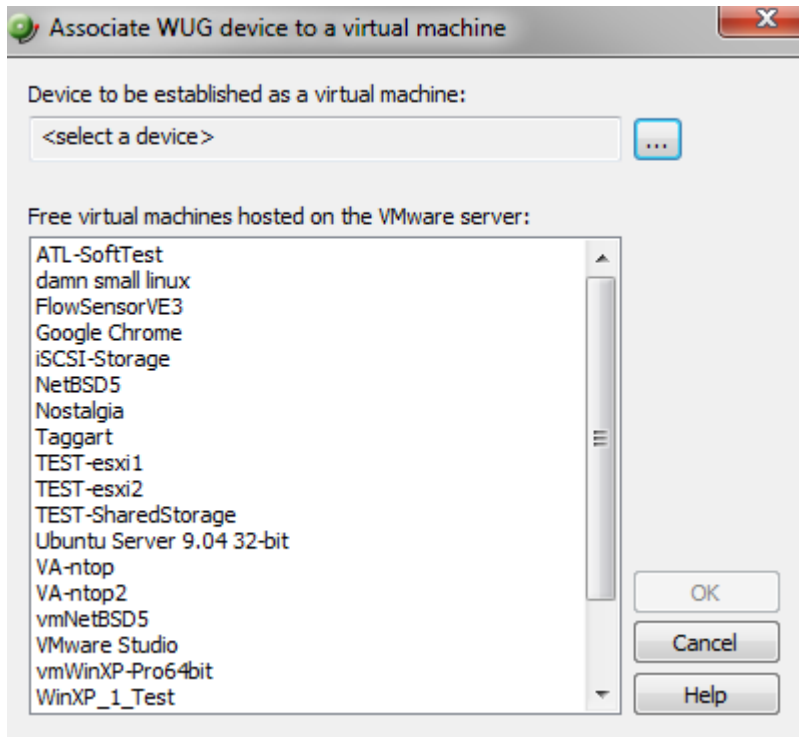 Associate WUG device to a virtual machine
Device to be established as a virtual machine:
<select a device>
...
Free virtual machines hosted on the VMware server:
ATL-SoftTest
damn small linux
FlowSensorVE3
Google Chrome
iSCSI-Storage
NetBSD5
Nostalgia
Taggart
TEST-esxi1
TEST-esxi2
TEST-SharedStorage
Ubuntu Server 9.04 32-bit
VA-ntop
VA-ntop2
vmNetBSD5
VMware Studio
vmWinXP-Pro64bit
WinXP_1_Test
OK
Cancel
Help